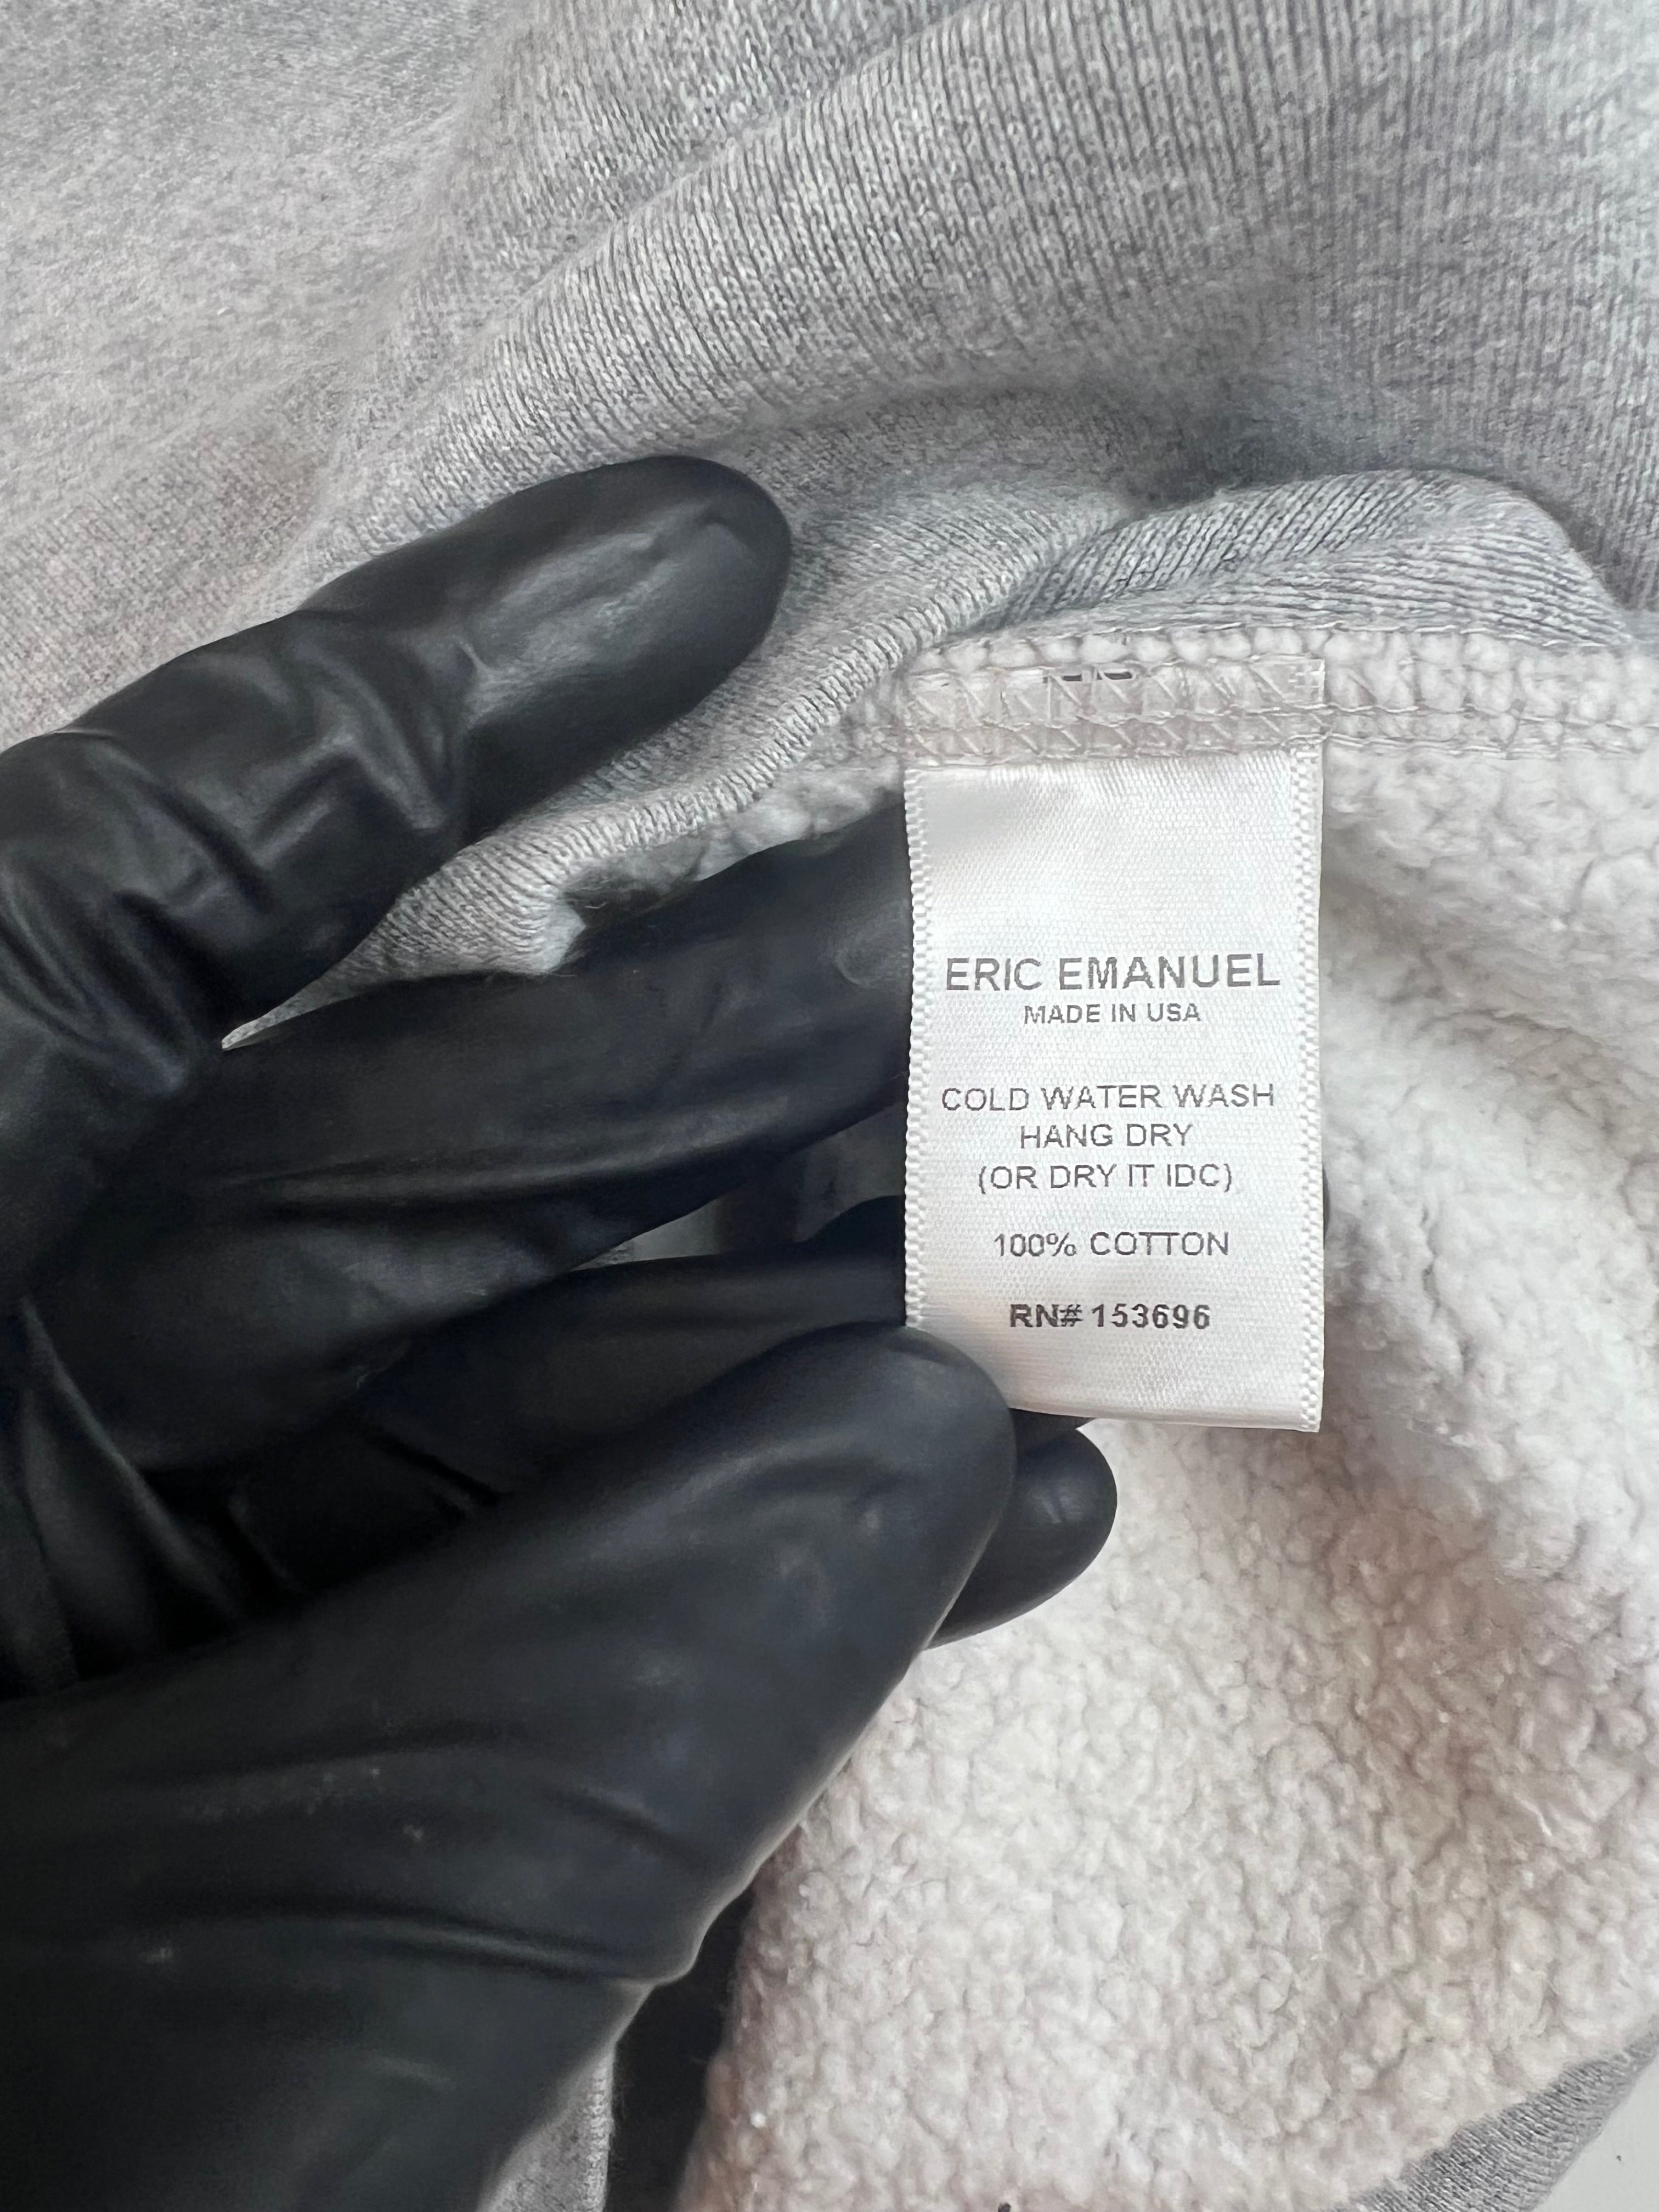 ERIC EMANUEL
MADE IN USA
COLD WATER WASH
HANG DRY
(OR DRY IT IDC)
100% COTTON
RN# 153696